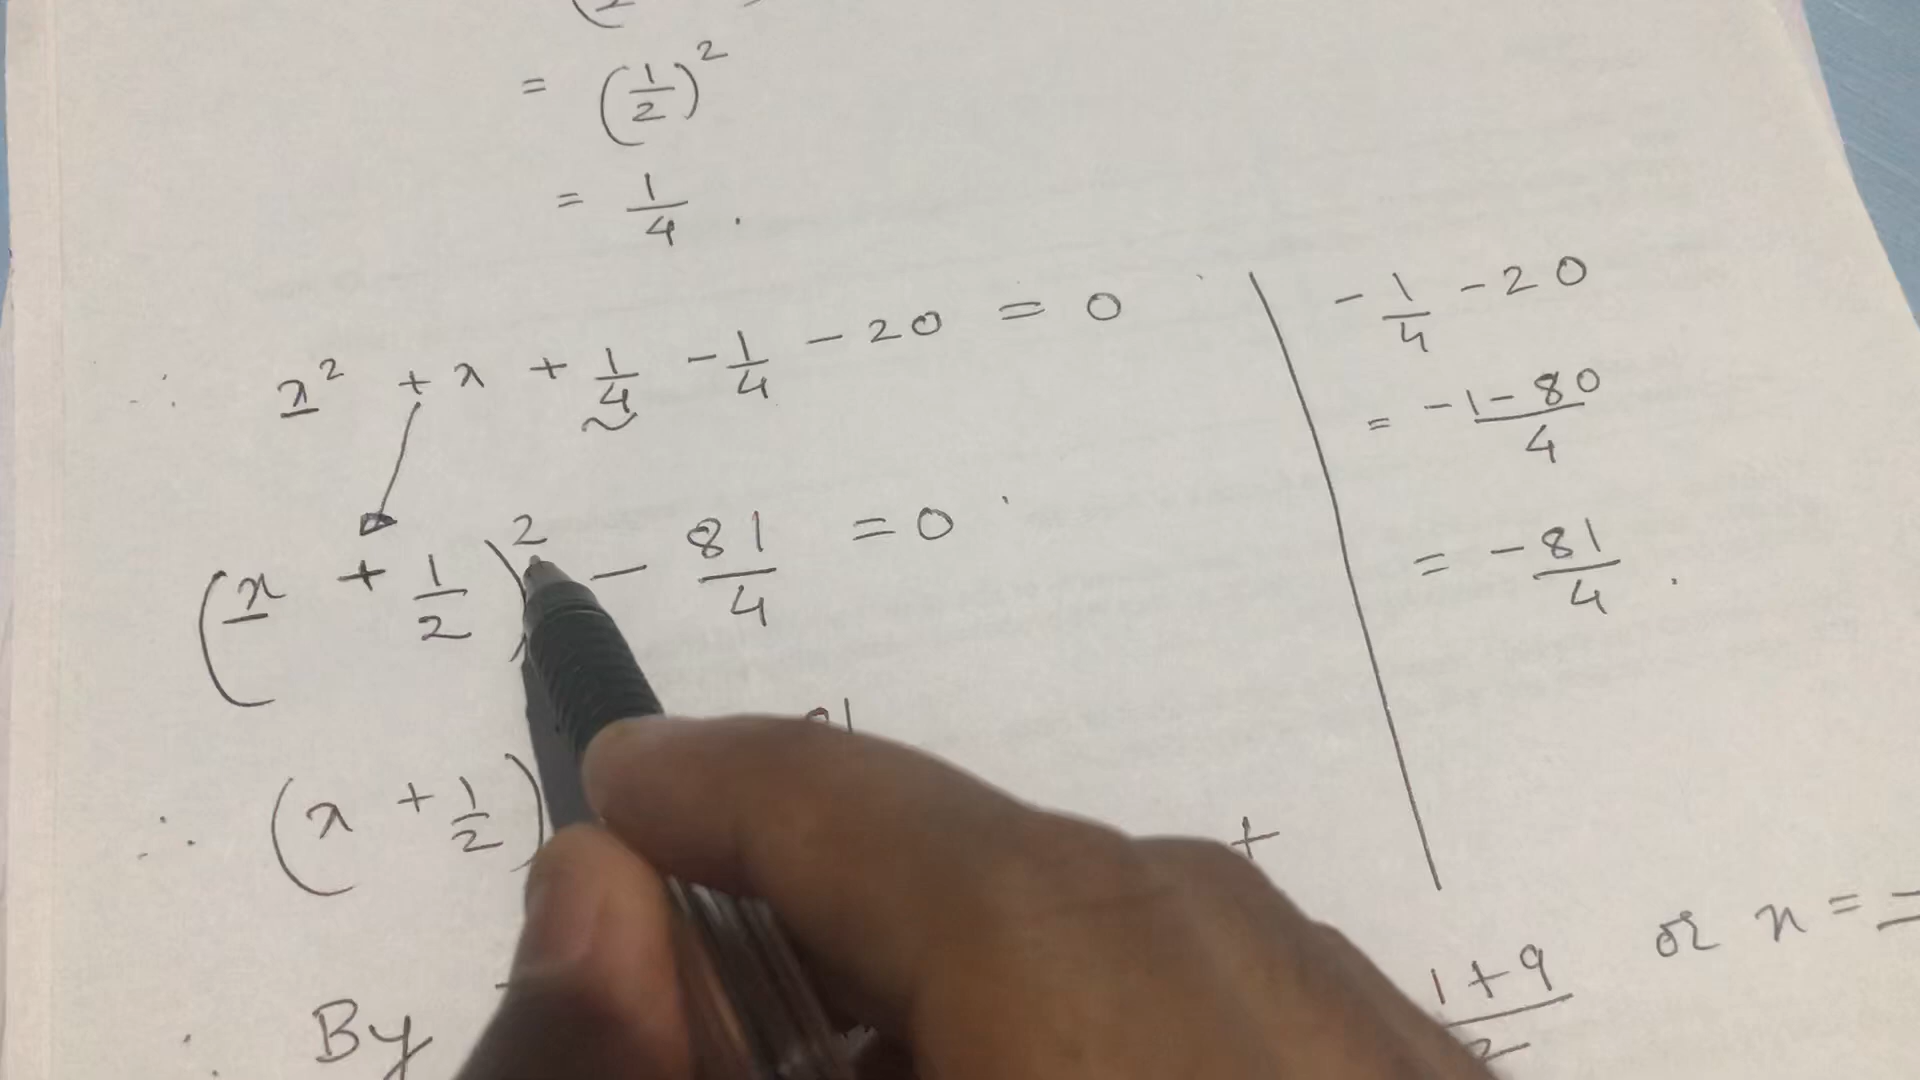 = (1/2)²
= 1/4 .
∴ x² + x + 1/4 - 1/4 - 20 = 0
(x + 1/2)² - 81/4 = 0
∴ (x + 1/2)
∴ By
- 1/4 - 20
= - 1 - 80 / 4
= - 81/4 .
1 + 9 / 2 or x =